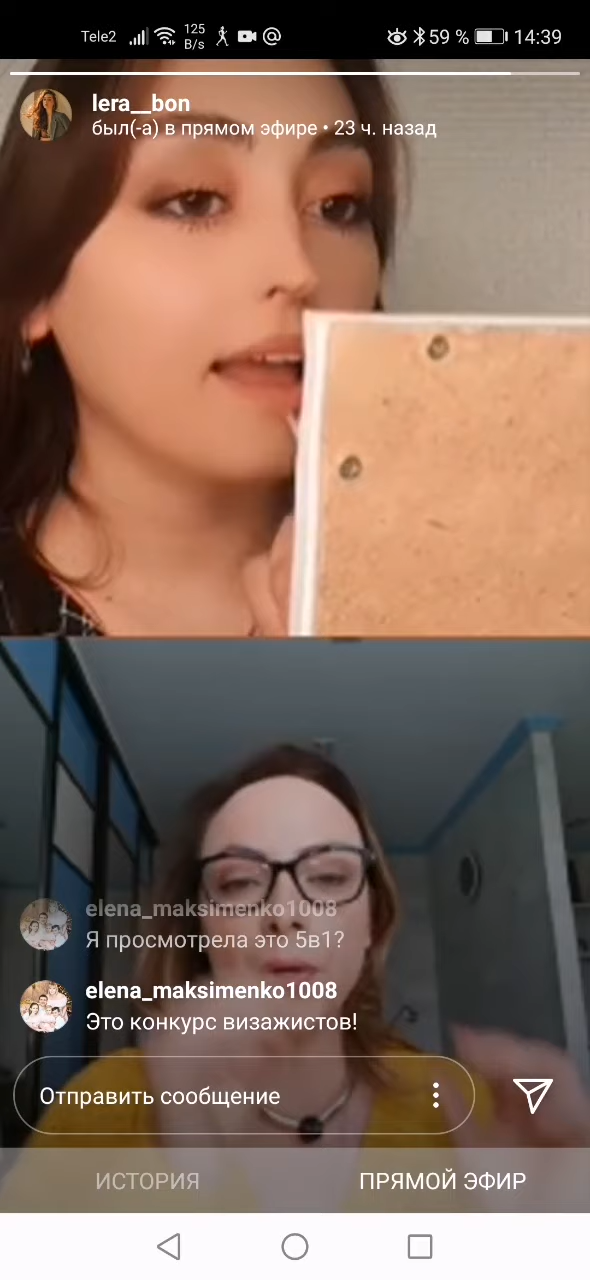 Tele2 125 B/s 59 % 14:39
lera__bon
был(-а) в прямом эфире • 23 ч. назад
elena_maksimenko1008
Я просмотрела это 5в1?
elena_maksimenko1008
Это конкурс визажистов!
Отправить сообщение
ИСТОРИЯ ПРЯМОЙ ЭФИР